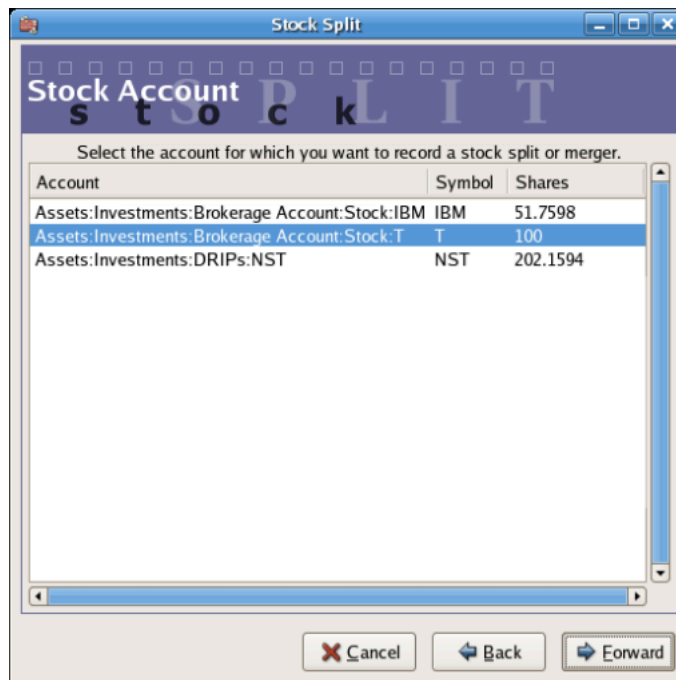 Stock Split
Stock Account
S P L I T
s t o c k
Select the account for which you want to record a stock split or merger.
Account Symbol Shares
Assets:Investments:Brokerage Account:Stock:IBM IBM 51.7598
Assets:Investments:Brokerage Account:Stock:T T 100
Assets:Investments:DRIPs:NST NST 202.1594
Cancel Back Forward